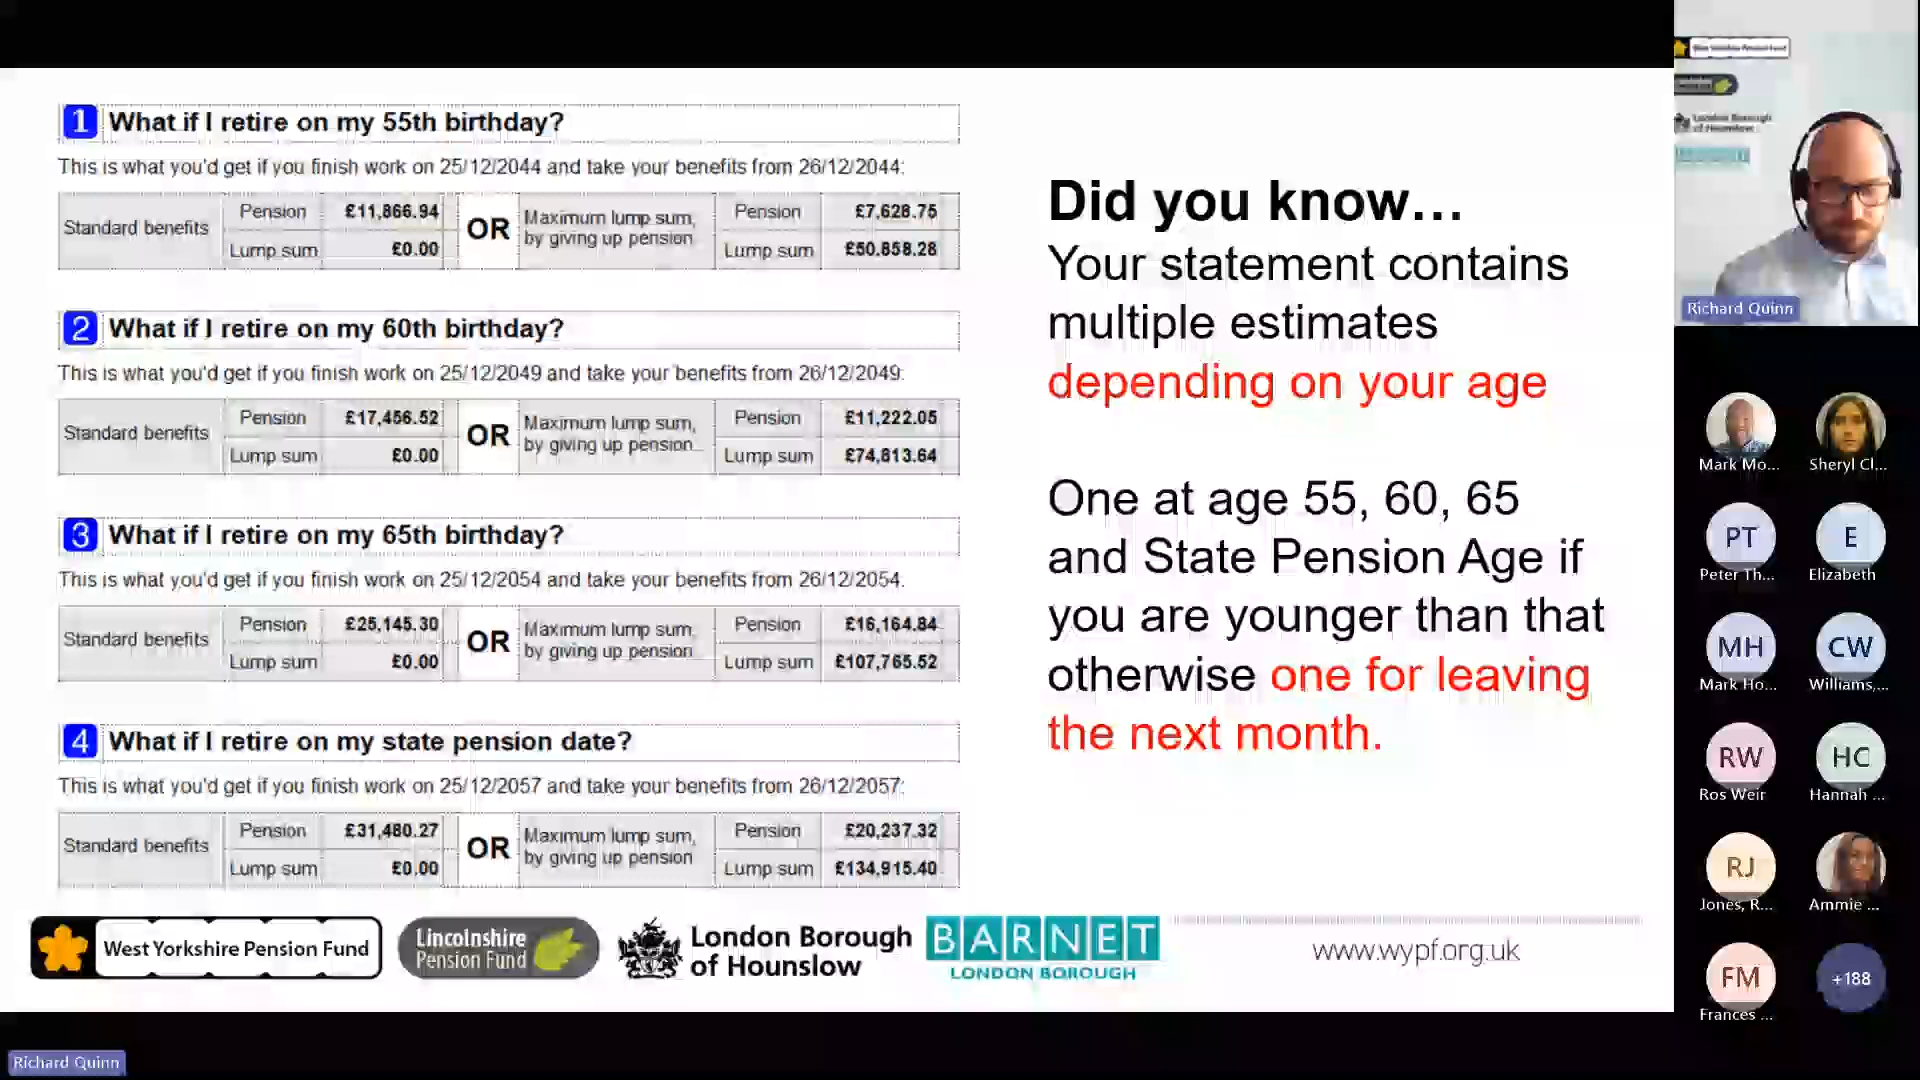 1 What if I retire on my 55th birthday?
This is what you'd get if you finish work on 25/12/2044 and take your benefits from 26/12/2044:
Standard benefits
Pension £11,866.94
Lump sum £0.00
OR
Maximum lump sum,
by giving up pension
Pension £7,628.75
Lump sum £50,858.28
2 What if I retire on my 60th birthday?
This is what you'd get if you finish work on 25/12/2049 and take your benefits from 26/12/2049:
Standard benefits
Pension £17,456.52
Lump sum £0.00
OR
Maximum lump sum,
by giving up pension
Pension £11,222.05
Lump sum £74,813.64
3 What if I retire on my 65th birthday?
This is what you'd get if you finish work on 25/12/2054 and take your benefits from 26/12/2054.
Standard benefits
Pension £25,145.30
Lump sum £0.00
OR
Maximum lump sum,
by giving up pension
Pension £16,164.84
Lump sum £107,765.52
4 What if I retire on my state pension date?
This is what you'd get if you finish work on 25/12/2057 and take your benefits from 26/12/2057:
Standard benefits
Pension £31,480.27
Lump sum £0.00
OR
Maximum lump sum,
by giving up pension
Pension £20,237.32
Lump sum £134,915.40
Did you know…
Your statement contains
multiple estimates
depending on your age
One at age 55, 60, 65
and State Pension Age if
you are younger than that
otherwise one for leaving
the next month.
West Yorkshire Pension Fund
Lincolnshire
Pension Fund
London Borough
of Hounslow
BARNET
LONDON BOROUGH
www.wypf.org.uk
West Yorkshire Pension Fund
London Borough
of Hounslow
Richard Quinn
Mark Mo...
Sheryl Cl...
PT
Peter Th...
E
Elizabeth
MH
Mark Ho...
CW
Williams,...
RW
Ros Weir
HC
Hannah ...
RJ
Jones, R...
Ammie ...
FM
Frances ...
+188
Richard Quinn